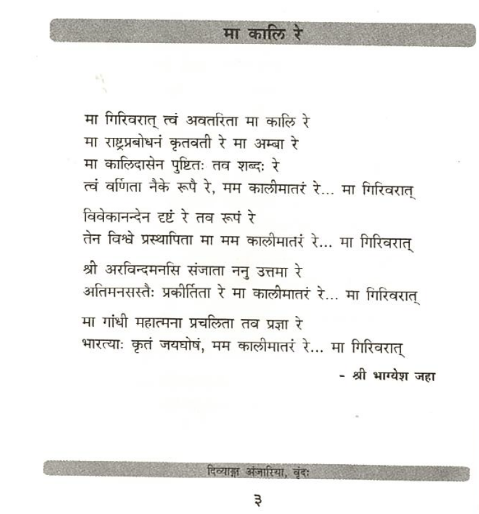 मा कालि रे
मा गिरिवरात् त्वं अवतरिता मा कालि रे
मा राष्ट्रप्रबोधनं कृतवती रे मा अम्बा रे
मा कालिदासेन पुष्टितः तव शब्दः रे
त्वं वर्णिता नैके रूपै रे, मम कालीमातरं रे... मा गिरिवरात्
विवेकानन्देन दृष्टं रे तव रूपं रे
तेन विश्वे प्रस्थापिता मा मम कालीमातरं रे... मा गिरिवरात्
श्री अरविन्दमनसि संजाता ननु उत्तमा रे
अतिमनसस्तैः प्रकीर्तिता रे मा कालीमातरं रे... मा गिरिवरात्
मा गांधी महात्मना प्रचलिता तव प्रज्ञा रे
भारत्याः कृतं जयघोषं, मम कालीमातरं रे... मा गिरिवरात्
- श्री भाग्येश जहा
अंजारिया, वृंदः
३